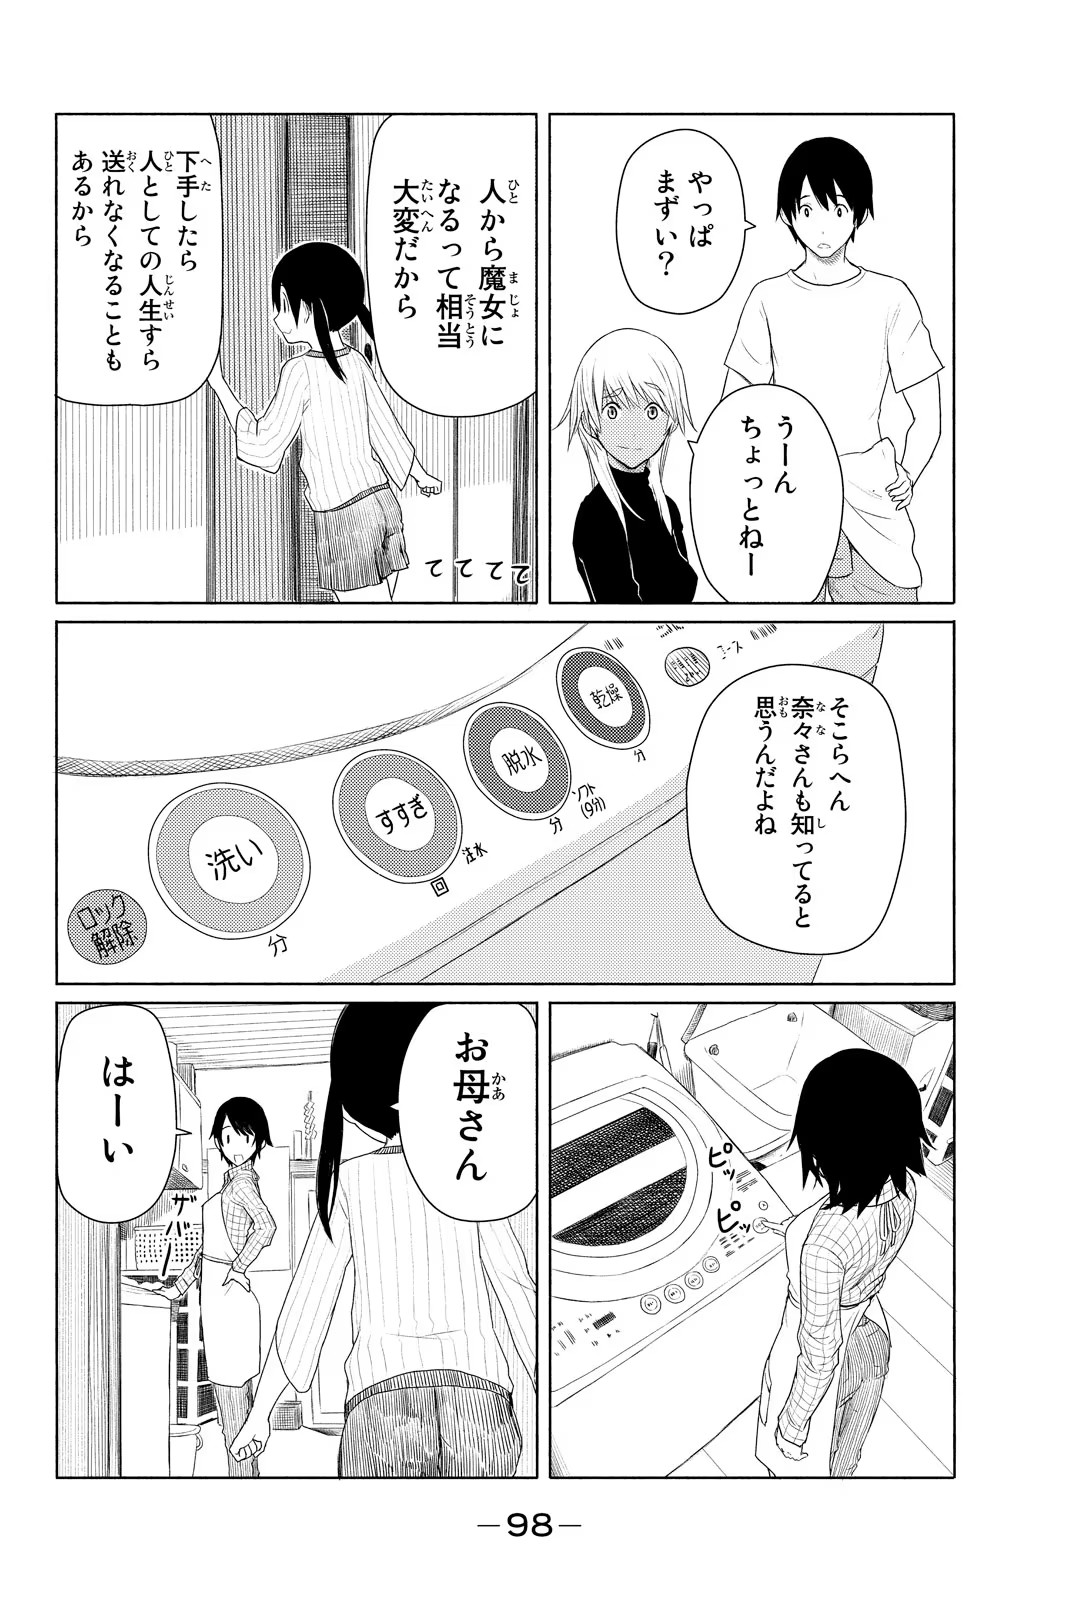 やっぱ
まずい?
うーん
ちょっとねー
人から魔女に
なるって相当
大変だから
下手したら
人としての人生すら
送れなくなることも
あるから
てててて
そこらへん
奈々さんも知ってると
思うんだよね
コース
乾燥
分
脱水
ソフト
(9分)
分
すすぎ
注水
回
洗い
分
ロック
解除
ピッ
ピッ
お母さん
はーい
ザバー
—98—